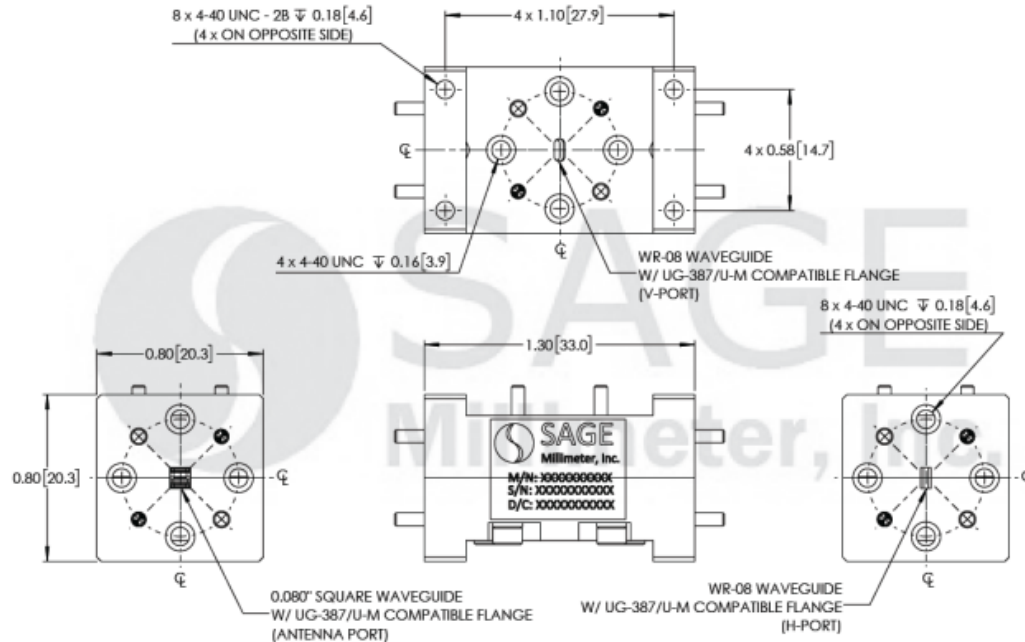 8 x 4-40 UNC - 2B ↧ 0.18[4.6]
(4 x ON OPPOSITE SIDE)
4 x 1.10[27.9]
℄
4 x 0.58[14.7]
4 x 4-40 UNC ↧ 0.16[3.9]
℄
WR-08 WAVEGUIDE
W/ UG-387/U-M COMPATIBLE FLANGE
(V-PORT)
SAGE
Millimeter, Inc.
8 x 4-40 UNC ↧ 0.18[4.6]
(4 x ON OPPOSITE SIDE)
0.80[20.3]
1.30[33.0]
0.80[20.3]
℄
℄
SAGE
Millimeter, Inc.
M/N: XXXXXXXXXX
S/N: XXXXXXXXXXX
D/C: XXXXXXXXXXX
℄
℄
0.080" SQUARE WAVEGUIDE
W/ UG-387/U-M COMPATIBLE FLANGE
(ANTENNA PORT)
WR-08 WAVEGUIDE
W/ UG-387/U-M COMPATIBLE FLANGE
(H-PORT)